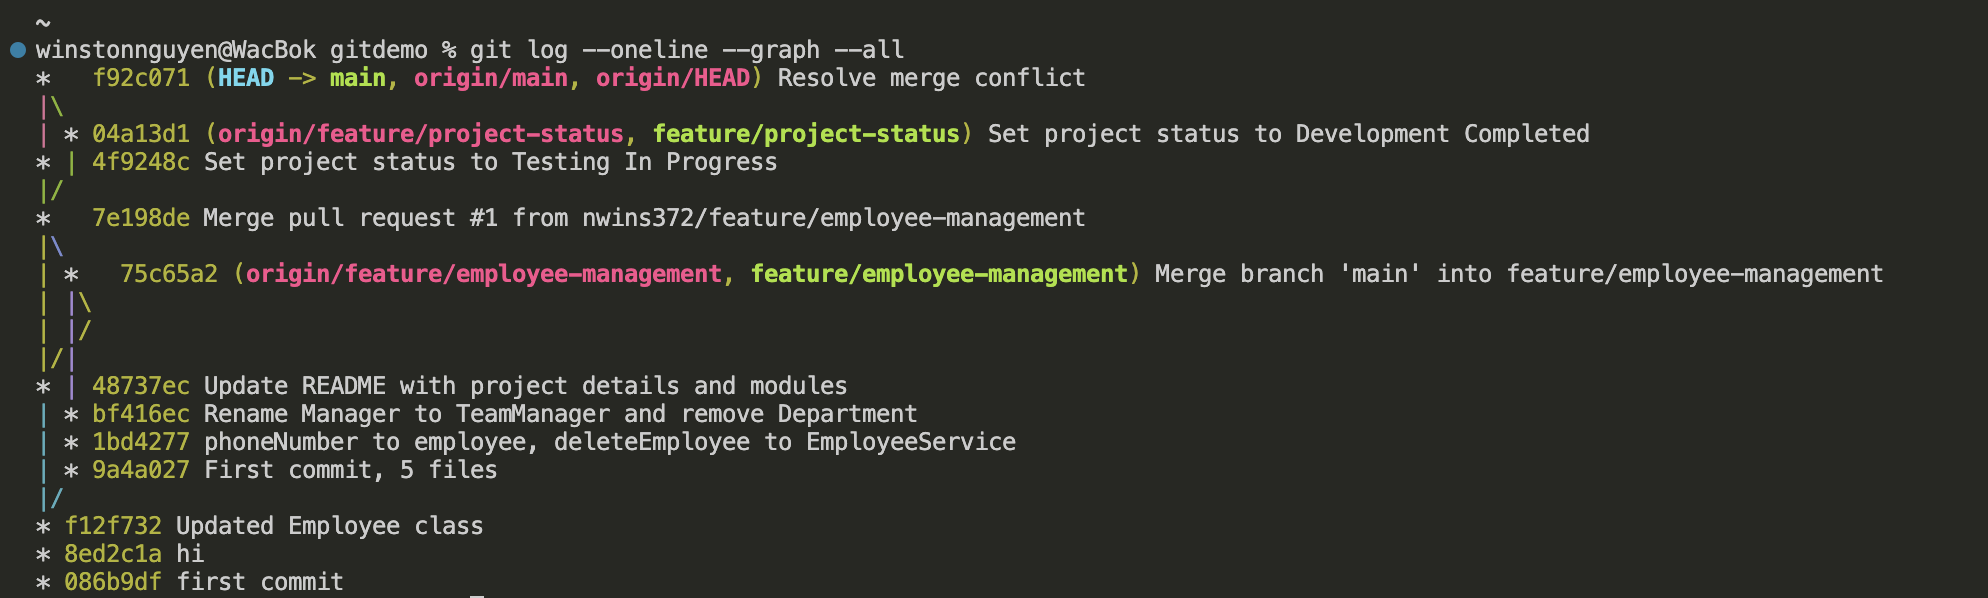 ~
winstonnguyen@WacBok gitdemo % git log --oneline --graph --all
*   f92c071 (HEAD -> main, origin/main, origin/HEAD) Resolve merge conflict
|\
| * 04a13d1 (origin/feature/project-status, feature/project-status) Set project status to Development Completed
* | 4f9248c Set project status to Testing In Progress
|/
*   7e198de Merge pull request #1 from nwins372/feature/employee-management
|\
| *   75c65a2 (origin/feature/employee-management, feature/employee-management) Merge branch 'main' into feature/employee-management
| |\
| |/
|/|
* | 48737ec Update README with project details and modules
| * bf416ec Rename Manager to TeamManager and remove Department
| * 1bd4277 phoneNumber to employee, deleteEmployee to EmployeeService
| * 9a4a027 First commit, 5 files
|/
* f12f732 Updated Employee class
* 8ed2c1a hi
* 086b9df first commit